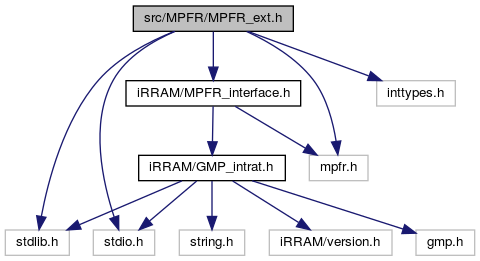 src/MPFR/MPFR_ext.h
iRRAM/MPFR_interface.h
inttypes.h
iRRAM/GMP_intrat.h
mpfr.h
stdlib.h
stdio.h
string.h
iRRAM/version.h
gmp.h